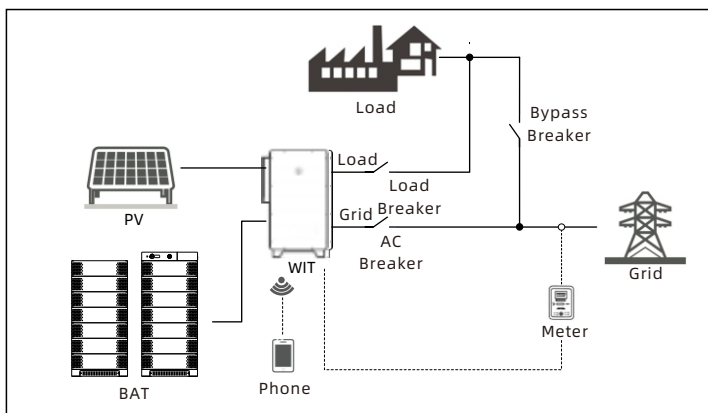 Load
Bypass
Breaker
PV
Load
Load
Breaker
Grid
AC
Breaker
WIT
Grid
Meter
BAT
Phone